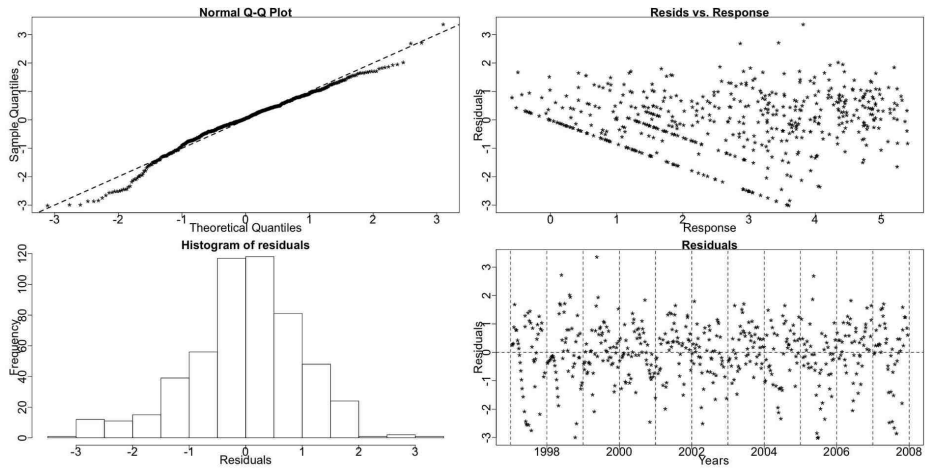 Normal Q-Q Plot
Sample Quantiles
3
2
1
0
-1
-2
-3
-3 -2 -1 0 1 2 3
Theoretical Quantiles
Resids vs. Response
Residuals
3
2
1
0
-1
-2
-3
0 1 2 3 4 5
Response
Histogram of residuals
Frequency
120
100
80
60
40
20
0
-3 -2 -1 0 1 2 3
Residuals
Residuals
Residuals
3
2
1
0
-1
-2
-3
1998 2000 2002 2004 2006 2008
Years